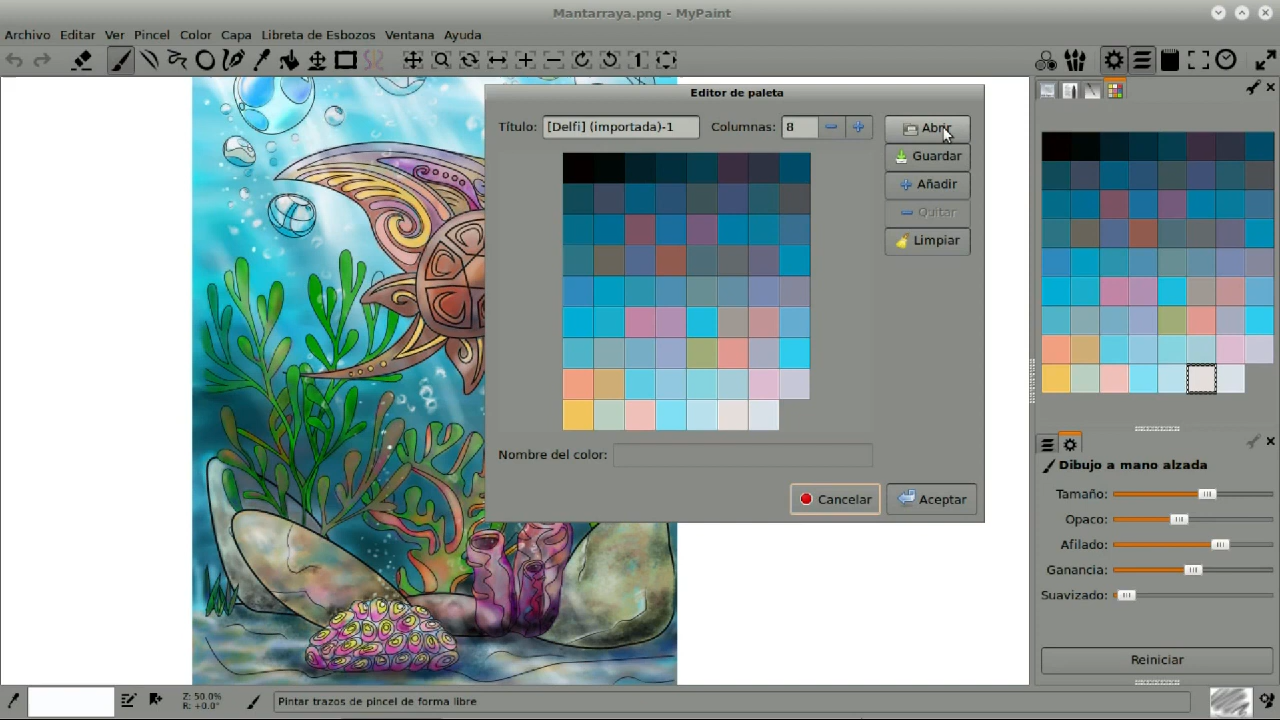 Mantarraya.png - MyPaint
Archivo Editar Ver Pincel Color Capa Libreta de Esbozos Ventana Ayuda
Editor de paleta
Título: [Delfi] (importada)-1 Columnas: 8
Abrir
Guardar
Añadir
Quitar
Limpiar
Nombre del color:
Cancelar Aceptar
Dibujo a mano alzada
Tamaño:
Opaco:
Afilado:
Ganancia:
Suavizado:
Reiniciar
Z: 50.0%
R: +0.0°
Pintar trazos de pincel de forma libre